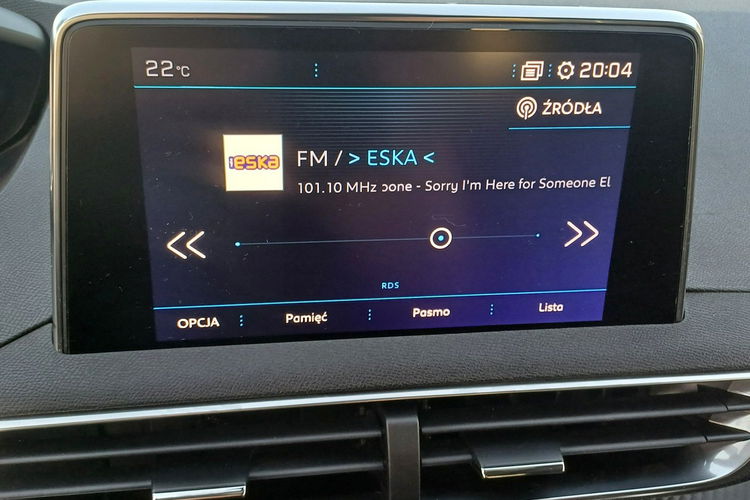 22°C
20:04
ŹRÓDŁA
eska
FM / > ESKA <
101.10 MHz oone - Sorry I'm Here for Someone El
RDS
OPCJA
Pamięć
Pasmo
Lista